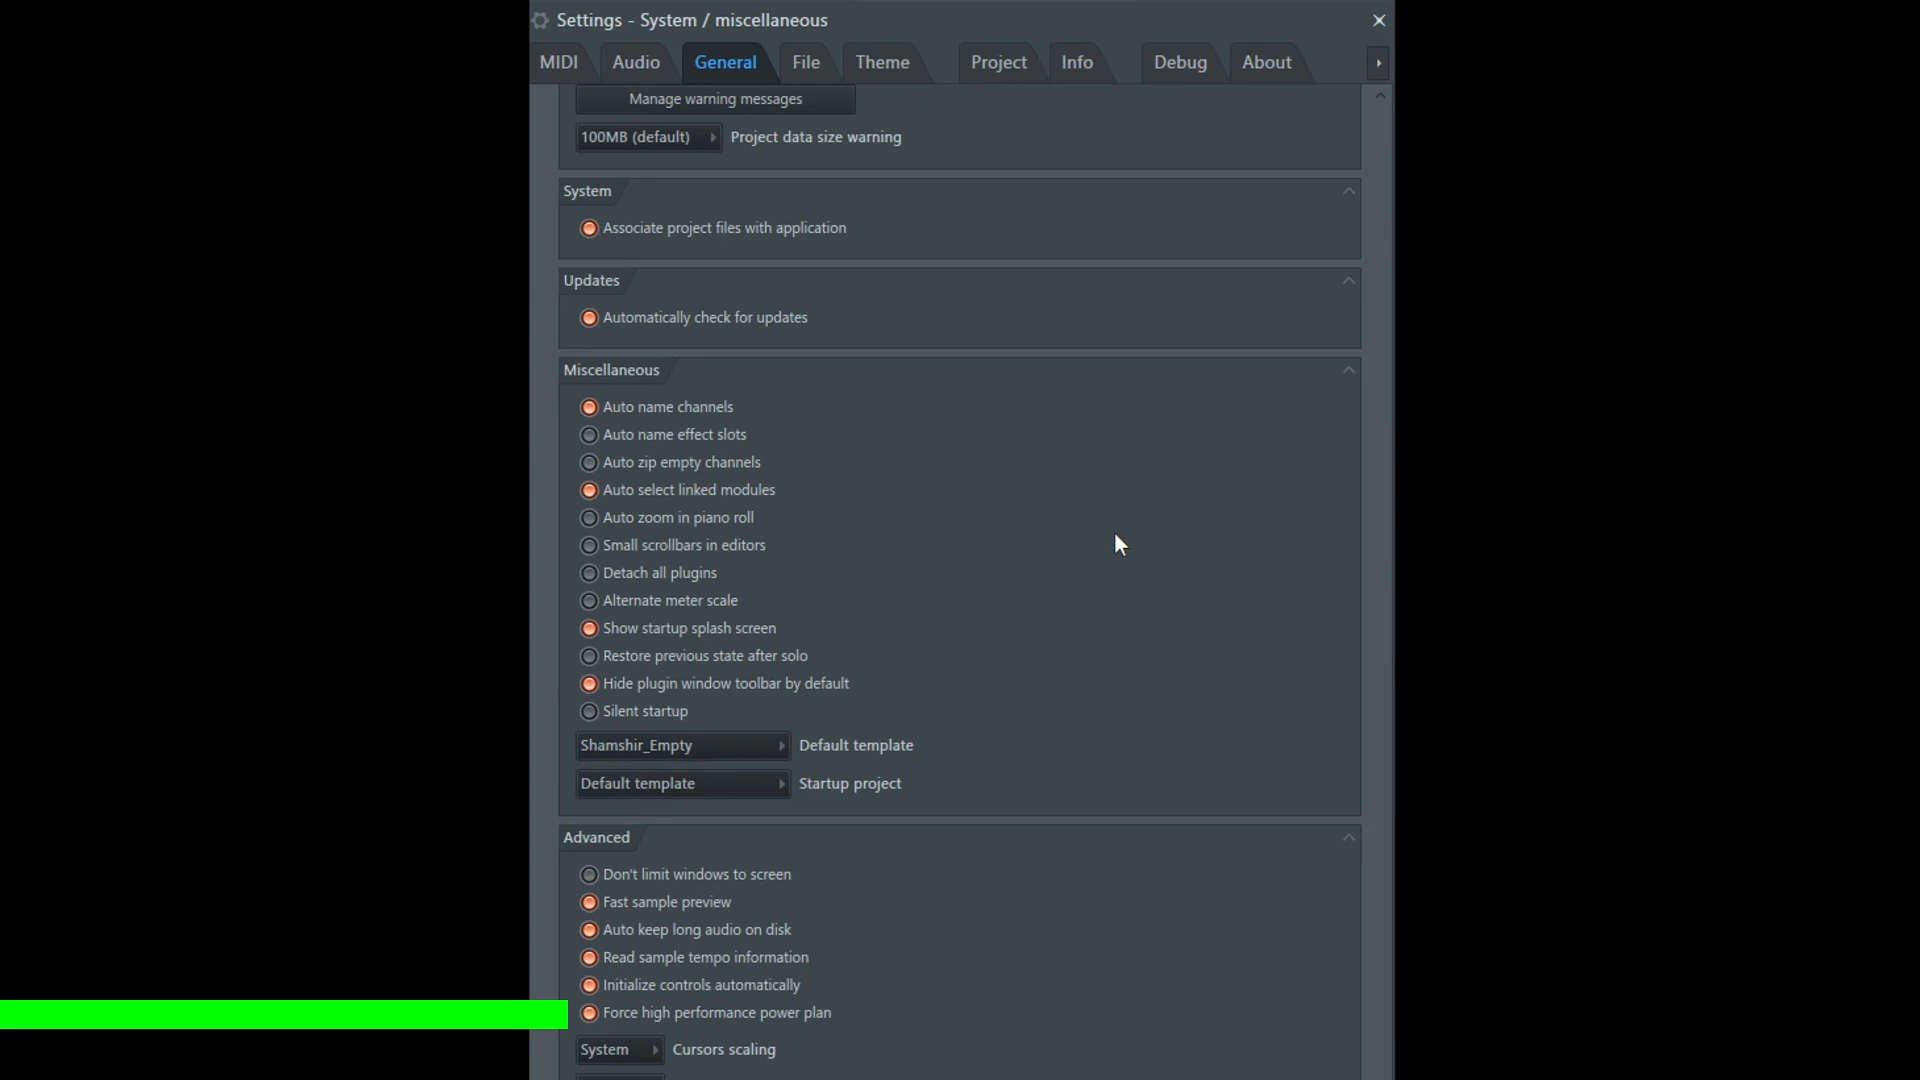 Settings - System / miscellaneous
MIDI
Audio
General
File
Theme
Project
Info
Debug
About
Manage warning messages
100MB (default) Project data size warning
System
Associate project files with application
Updates
Automatically check for updates
Miscellaneous
Auto name channels
Auto name effect slots
Auto zip empty channels
Auto select linked modules
Auto zoom in piano roll
Small scrollbars in editors
Detach all plugins
Alternate meter scale
Show startup splash screen
Restore previous state after solo
Hide plugin window toolbar by default
Silent startup
Shamshir_Empty Default template
Default template Startup project
Advanced
Don't limit windows to screen
Fast sample preview
Auto keep long audio on disk
Read sample tempo information
Initialize controls automatically
Force high performance power plan
System Cursors scaling